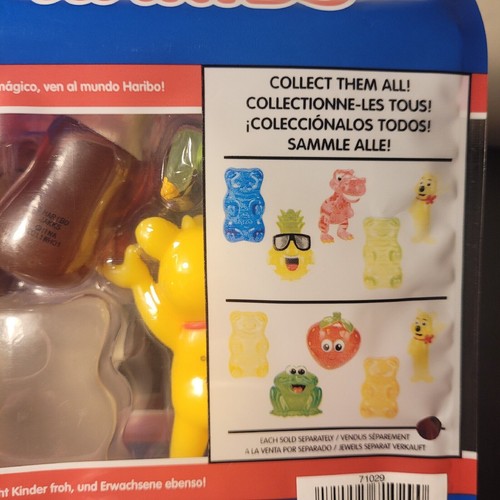 mágico, ven al mundo Haribo!
COLLECT THEM ALL!
COLLECTIONNE-LES TOUS!
¡COLECCIÓNALOS TODOS!
SAMMLE ALLE!
EACH SOLD SEPARATELY / VENDUS SÉPARÉMENT
A LA VENTA POR SEPARADO / JEWEILS SEPARAT VERKAUFT
ht Kinder froh, und Erwachsene ebenso!
71029